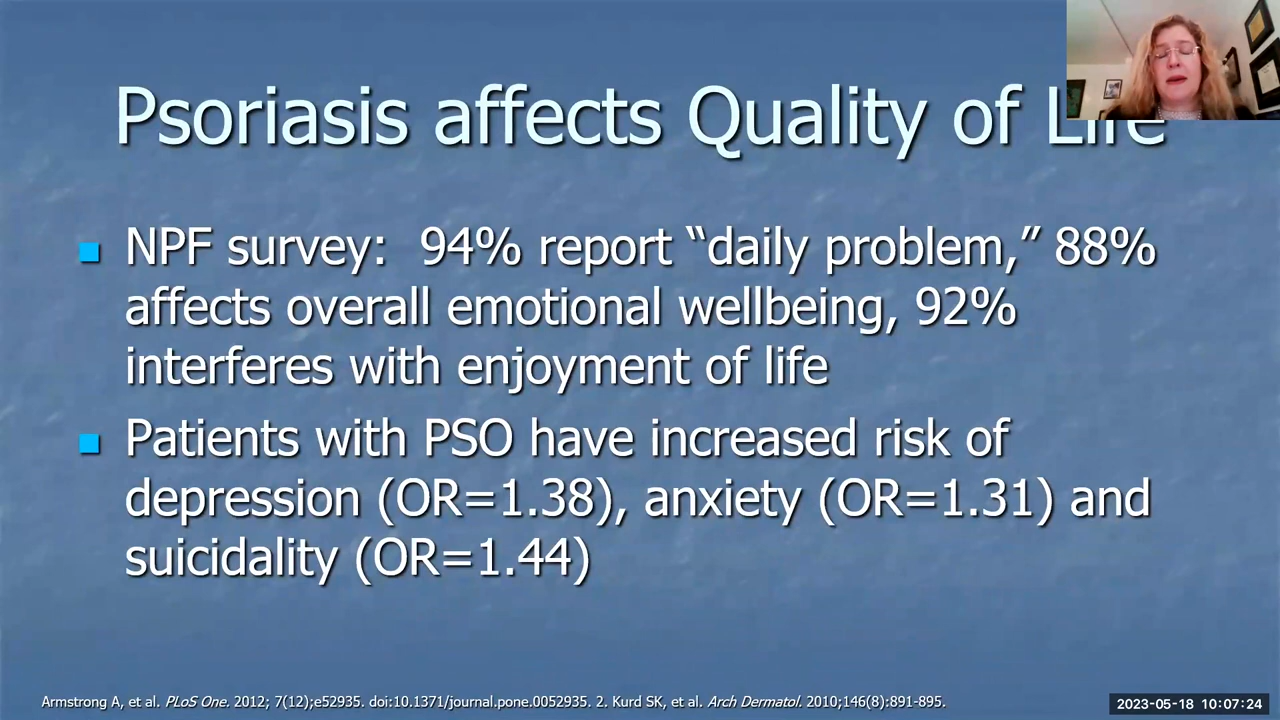 Psoriasis affects Quality of Life
NPF survey:  94% report “daily problem,” 88%
affects overall emotional wellbeing, 92%
interferes with enjoyment of life
Patients with PSO have increased risk of
depression (OR=1.38), anxiety (OR=1.31) and
suicidality (OR=1.44)
Armstrong A, et al. PLoS One. 2012; 7(12);e52935. doi:10.1371/journal.pone.0052935. 2. Kurd SK, et al. Arch Dermatol. 2010;146(8):891-895.
2023-05-18 10:07:24